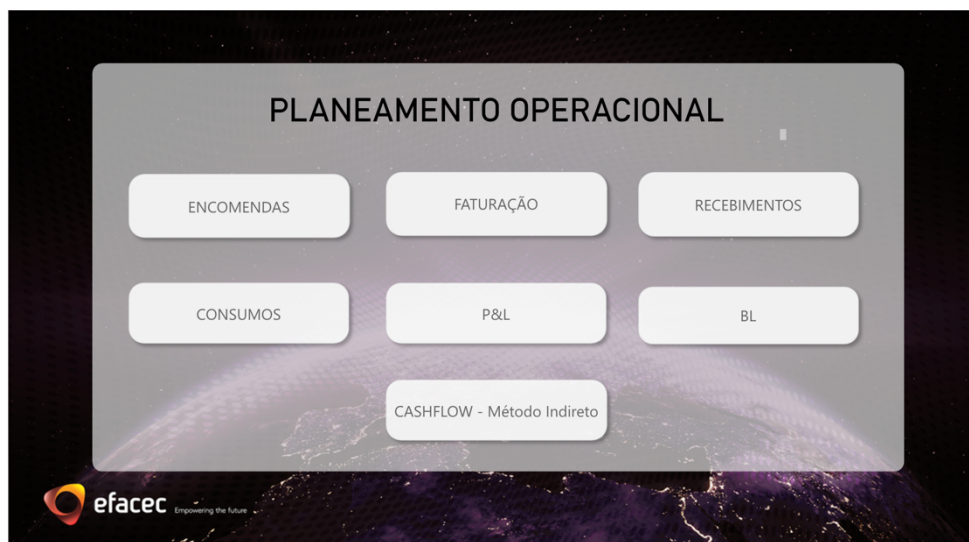 PLANEAMENTO OPERACIONAL
ENCOMENDAS
FATURAÇÃO
RECEBIMENTOS
CONSUMOS
P&L
BL
CASHFLOW - Método Indireto
efacec Empowering the future